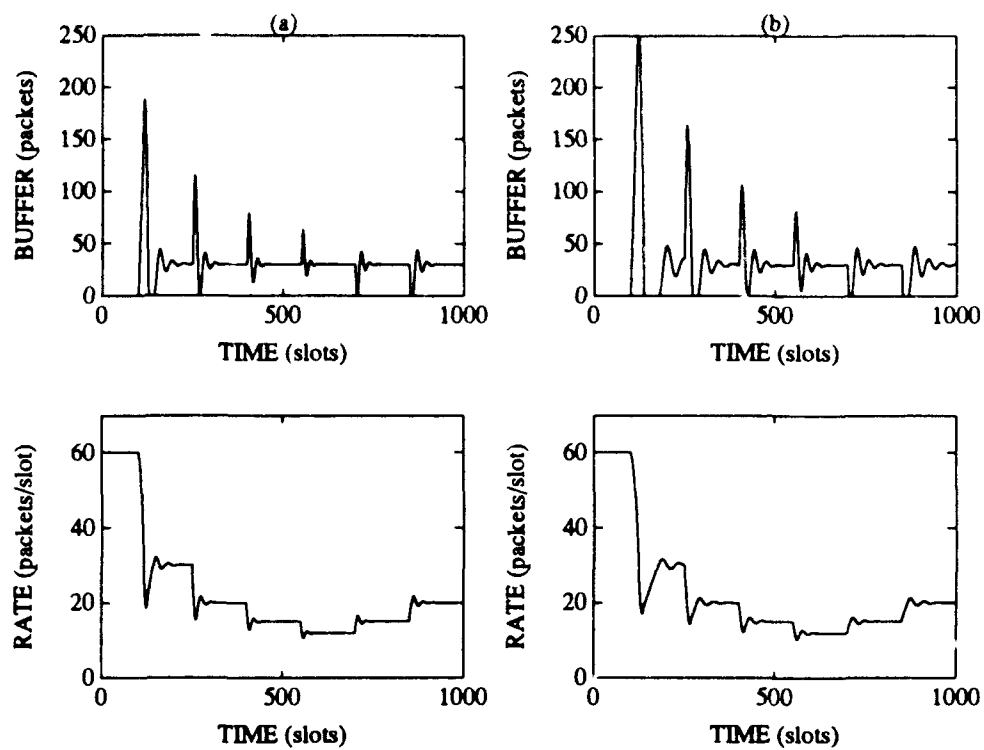 (a)
250
200
150
100
50
0
BUFFER (packets)
0 500 1000
TIME (slots)
(b)
250
200
150
100
50
0
BUFFER (packets)
0 500 1000
TIME (slots)
60
40
20
0
RATE (packets/slot)
0 500 1000
TIME (slots)
60
40
20
0
RATE (packets/slot)
0 500 1000
TIME (slots)